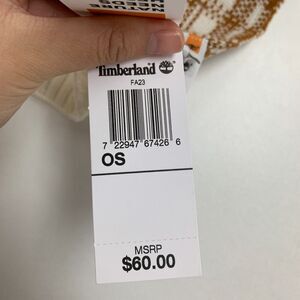 Timberland
FA23
7 22947 67426 6
OS
MSRP
$60.00